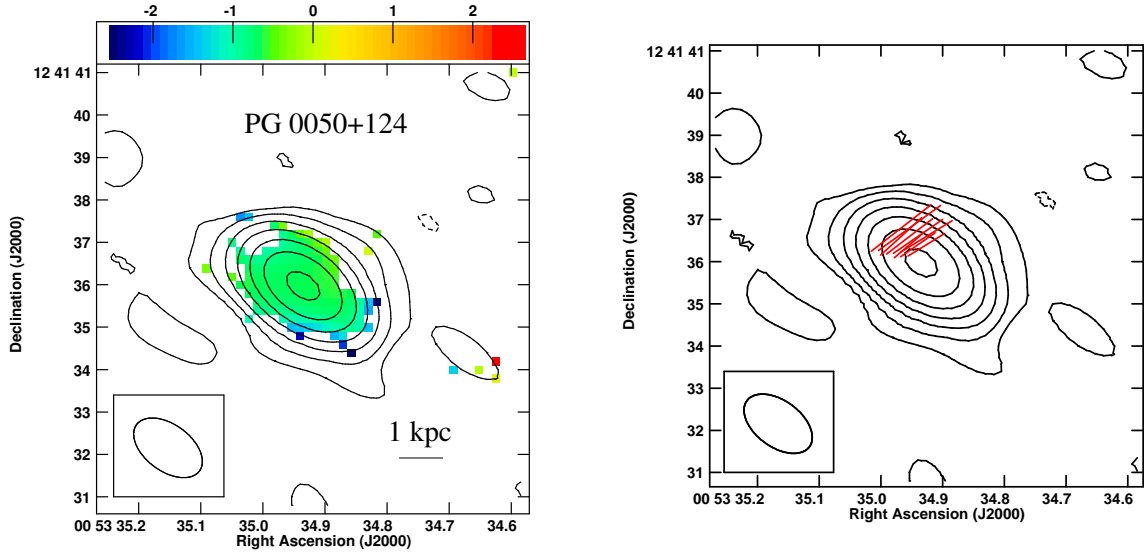 -2 -1 0 1 2
12 41 41
40
39
38
37
36
35
34
33
32
31
Declination (J2000)
PG 0050+124
1 kpc
00 53 35.2 35.1 35.0 34.9 34.8 34.7 34.6
Right Ascension (J2000)
12 41 41
40
39
38
37
36
35
34
33
32
31
Declination (J2000)
00 53 35.2 35.1 35.0 34.9 34.8 34.7 34.6
Right Ascension (J2000)